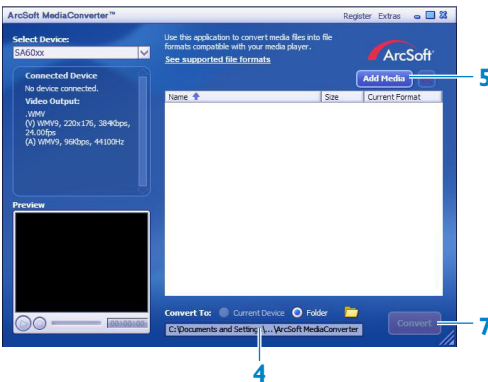 ArcSoft MediaConverter™
Register Extras
Select Device:
SA60xx
Use this application to convert media files into file
formats compatible with your media player.
See supported file formats
ArcSoft®
Connected Device
No device connected.
Video Output:
.WMV
(V) WMV9, 220x176, 384Kbps,
24.00fps
(A) WMV9, 96Kbps, 44100Hz
Add Media
5
Name Size Current Format
Preview
00:00:00
Convert To: Current Device Folder
C:\Documents and Settings\,...\ArcSoft MediaConverter
Convert
7
4